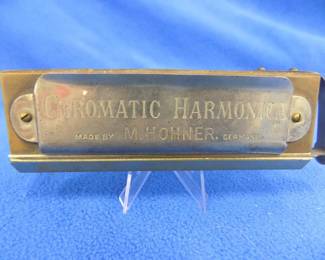 CHROMATIC HARMONICA
MADE BY M. HOHNER. GERMANY